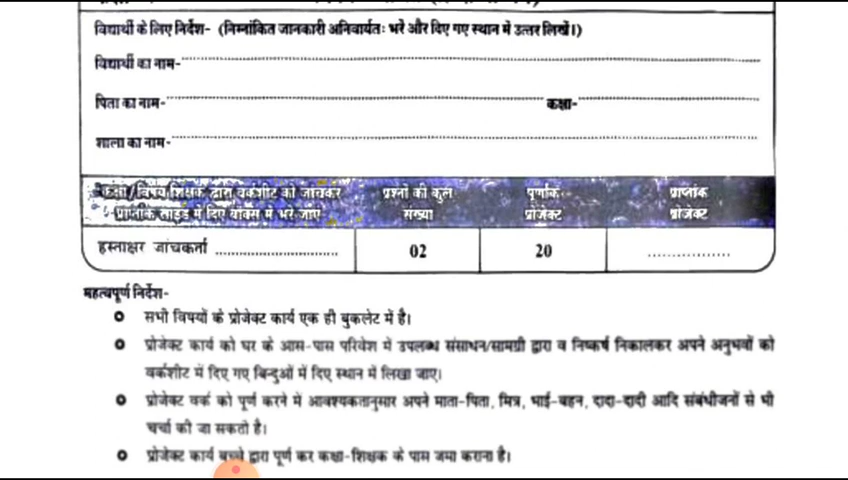 विद्यार्थी के लिए निर्देश- (निम्नांकित जानकारी अनिवार्यतः भरें और दिए गए स्थान में उत्तर लिखें।)
विद्यार्थी का नाम-
पिता का नाम- कक्षा-
शाला का नाम-
कक्षा/विषय शिक्षक द्वारा वर्कशीट को जांचकर प्रश्नों की कुल पूर्णांक प्राप्तांक
प्राप्तांक साइड में दिए बाक्स में भरे जाए संख्या प्रोजेक्ट प्रोजेक्ट
हस्ताक्षर जांचकर्ता .................................. 02 20 ..................
महत्वपूर्ण निर्देश-
सभी विषयों के प्रोजेक्ट कार्य एक ही बुकलेट में है।
प्रोजेक्ट कार्य को घर के आस-पास परिवेश में उपलब्ध संसाधन/सामग्री द्वारा व निष्कर्ष निकालकर अपने अनुभवों को
वर्कशीट में दिए गए बिन्दुओं में दिए स्थान में लिखा जाए।
प्रोजेक्ट वर्क को पूर्ण करने में आवश्यकतानुसार अपने माता-पिता, मित्र, भाई-बहन, दादा-दादी आदि संबंधीजनों से भी
चर्चा की जा सकती है।
प्रोजेक्ट कार्य बच्चे द्वारा पूर्ण कर कक्षा-शिक्षक के पास जमा कराना है।